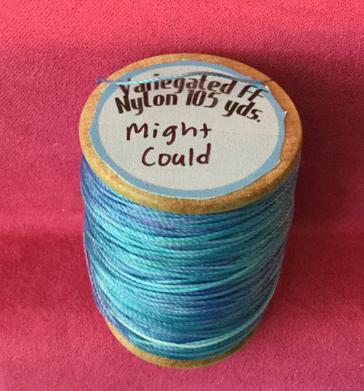 Variegated FF
Nylon 105 yds.
Might
Could